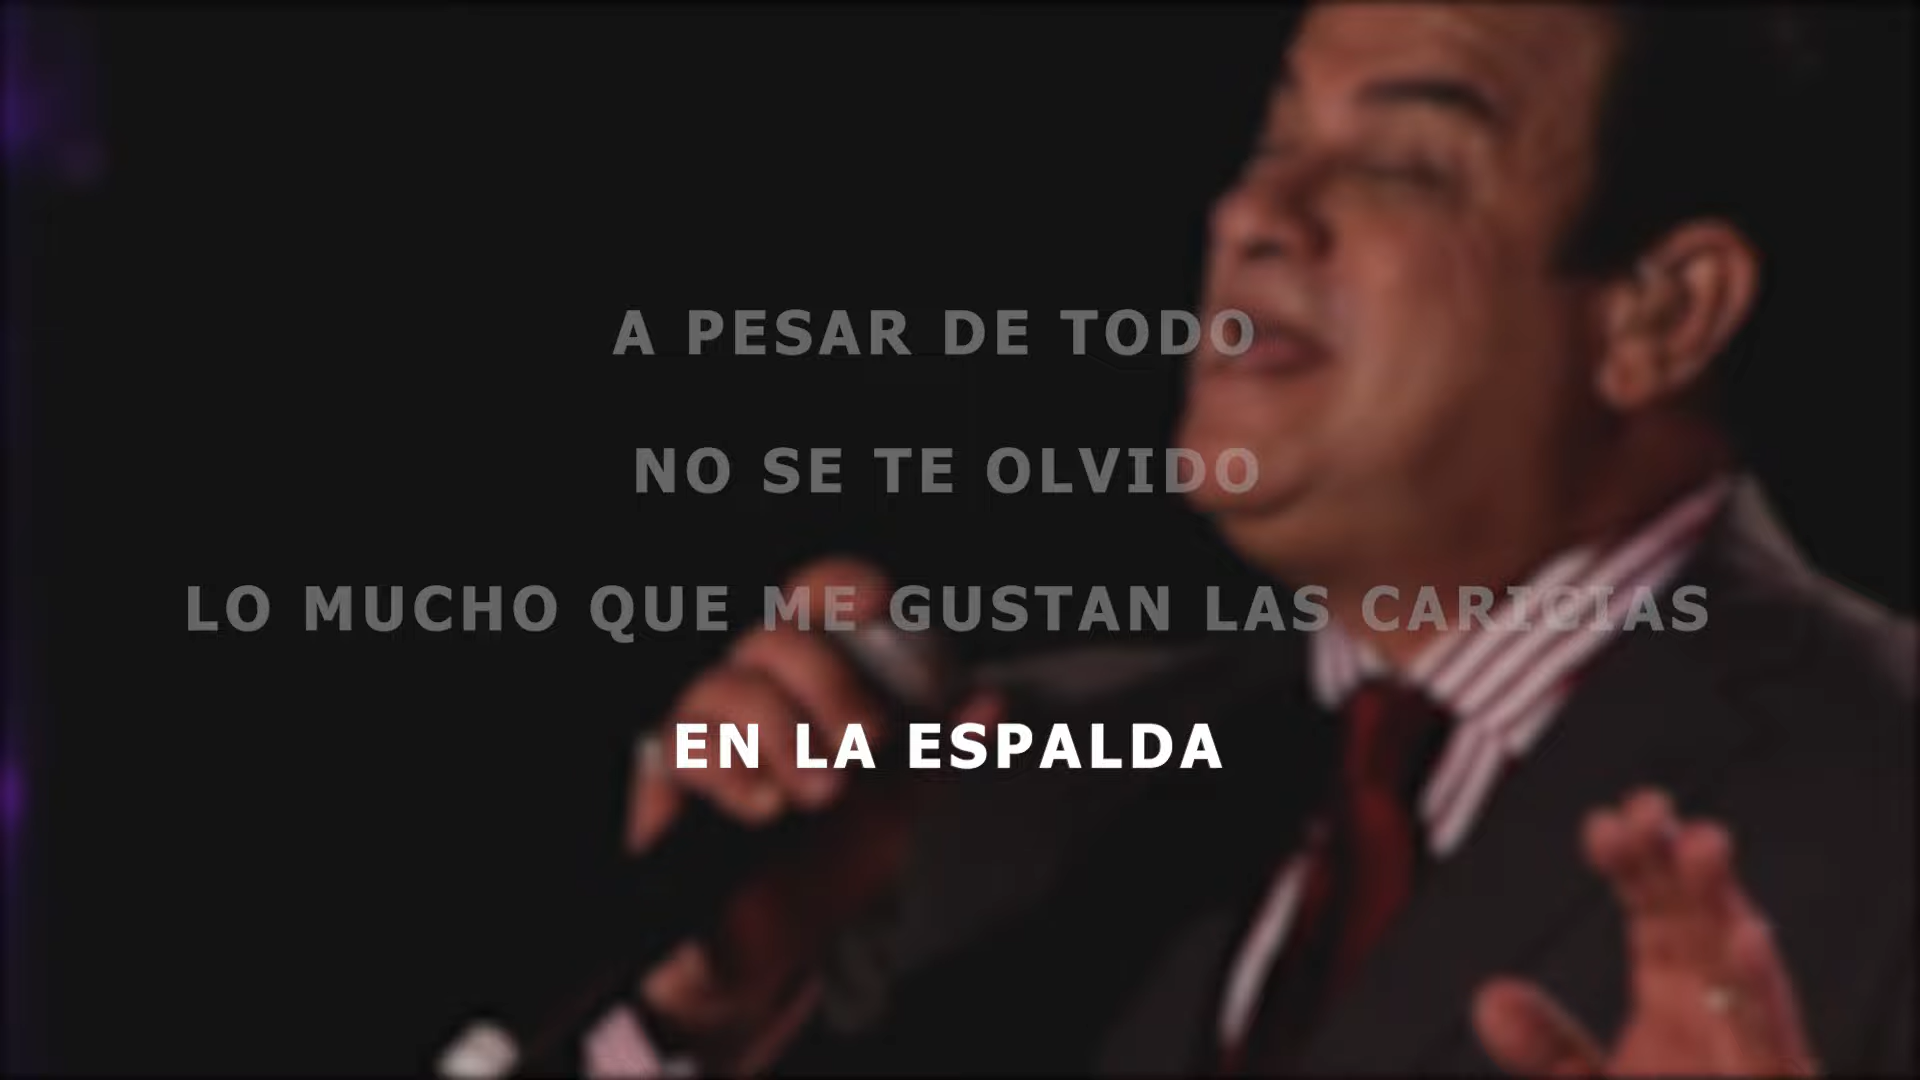 A PESAR DE TODO
NO SE TE OLVIDO
LO MUCHO QUE ME GUSTAN LAS CARICIAS
EN LA ESPALDA